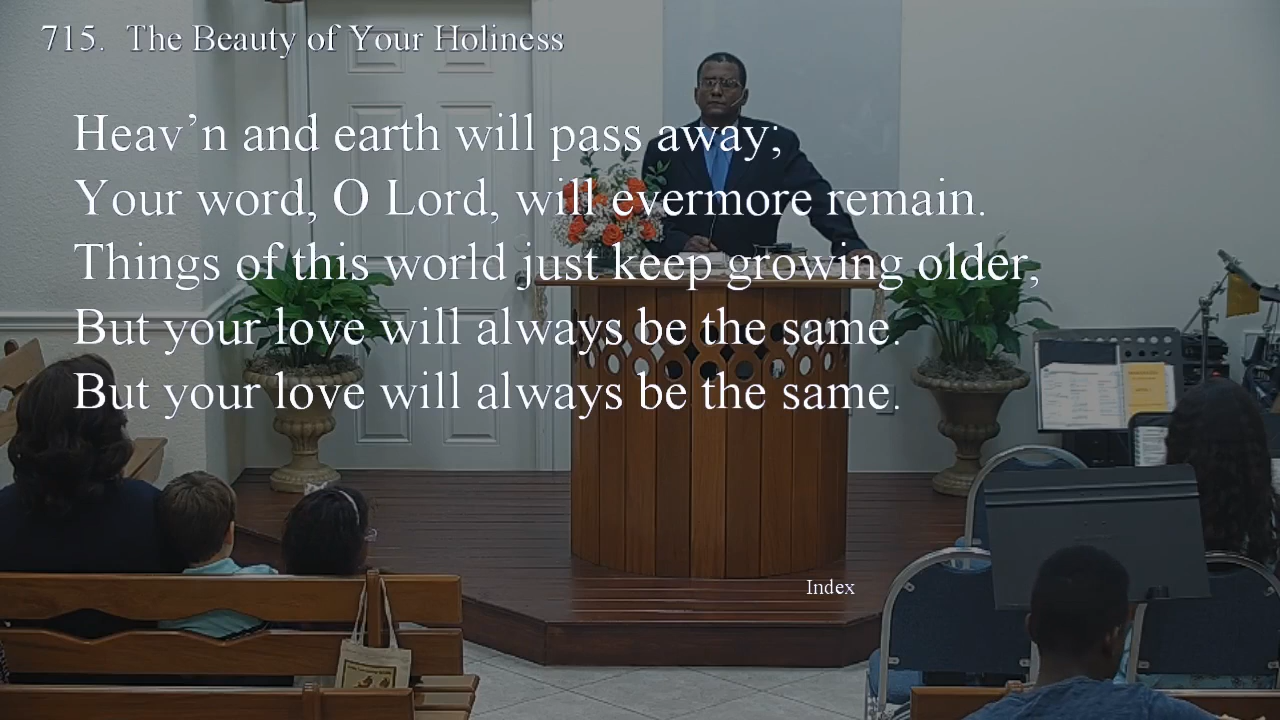 715. The Beauty of Your Holiness
Heav’n and earth will pass away;
Your word, O Lord, will evermore remain.
Things of this world just keep growing older,
But your love will always be the same.
But your love will always be the same.
Index